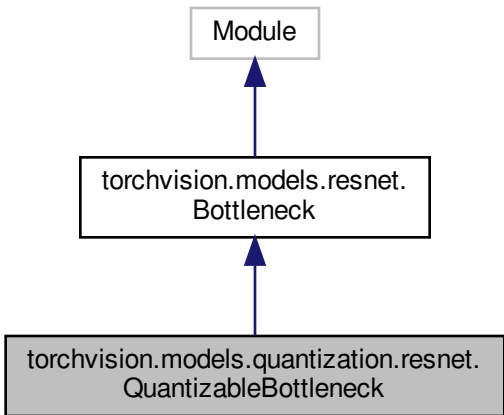 Module
torchvision.models.resnet.
Bottleneck
torchvision.models.quantization.resnet.
QuantizableBottleneck